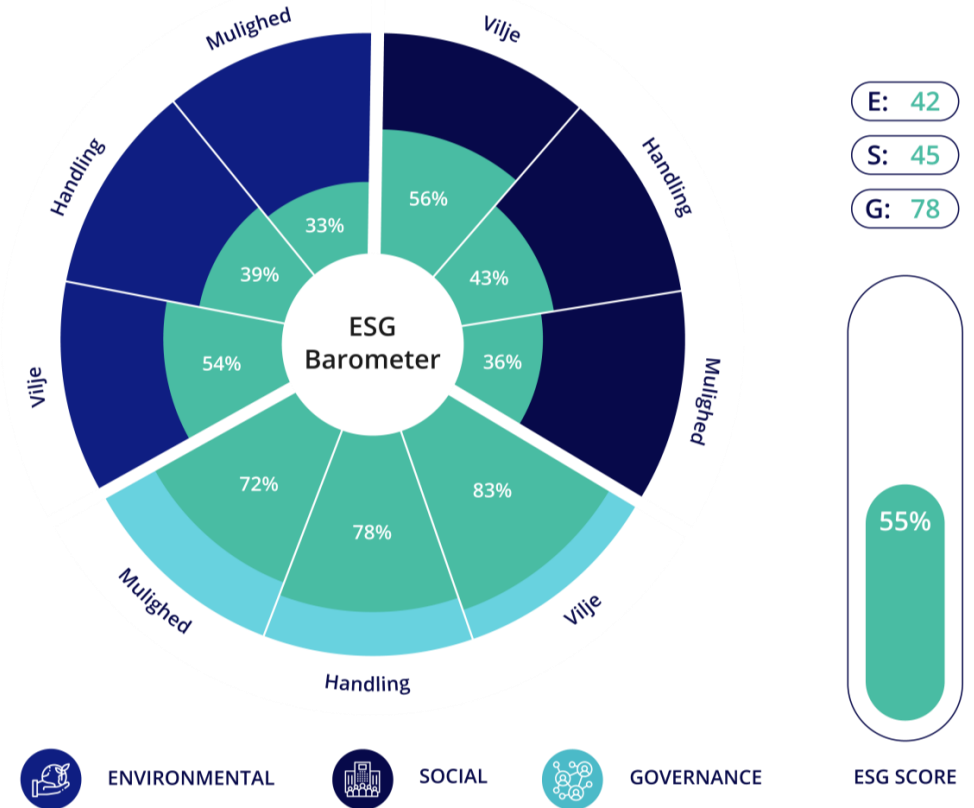 Mulighed
Vilje
Handling
Handling
Mulighed
Vilje
Mulighed
Handling
Vilje
33%
56%
39%
43%
54%
36%
72%
78%
83%
ESG
Barometer
E: 42
S: 45
G: 78
55%
ENVIRONMENTAL
SOCIAL
GOVERNANCE
ESG SCORE